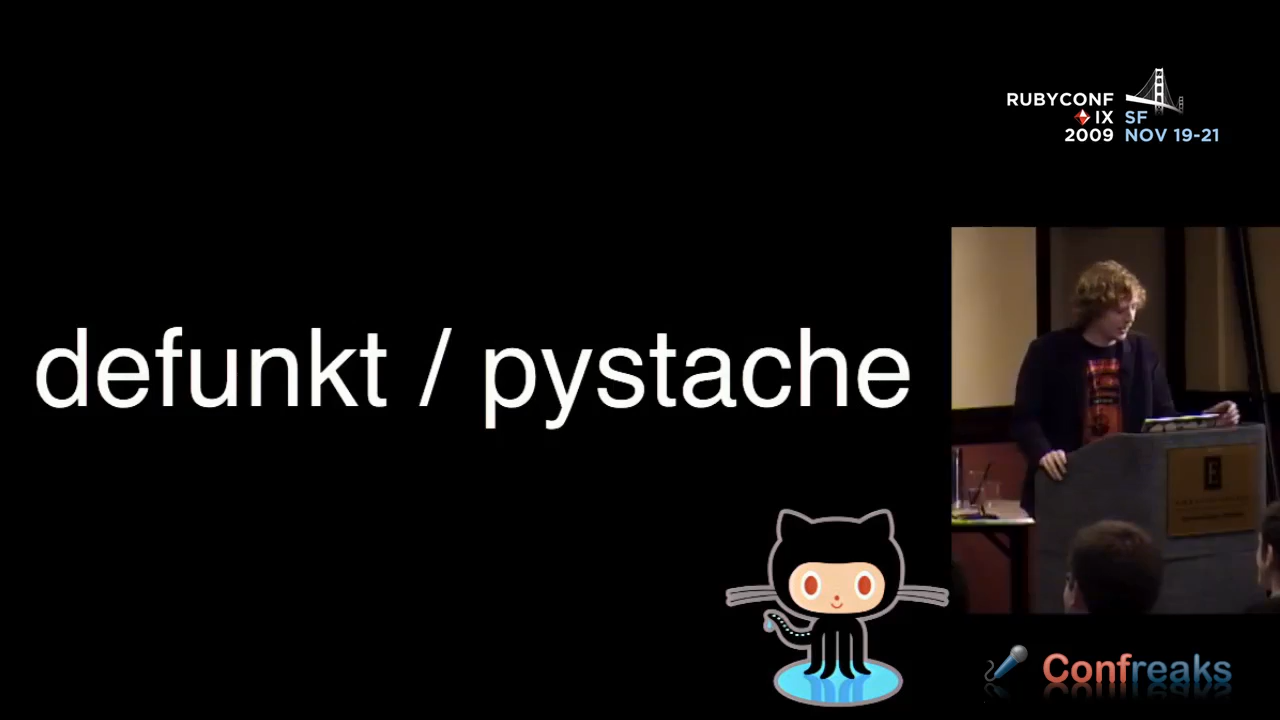 RUBYCONF
IX SF
2009 NOV 19-21
defunkt / pystache
E
Confreaks